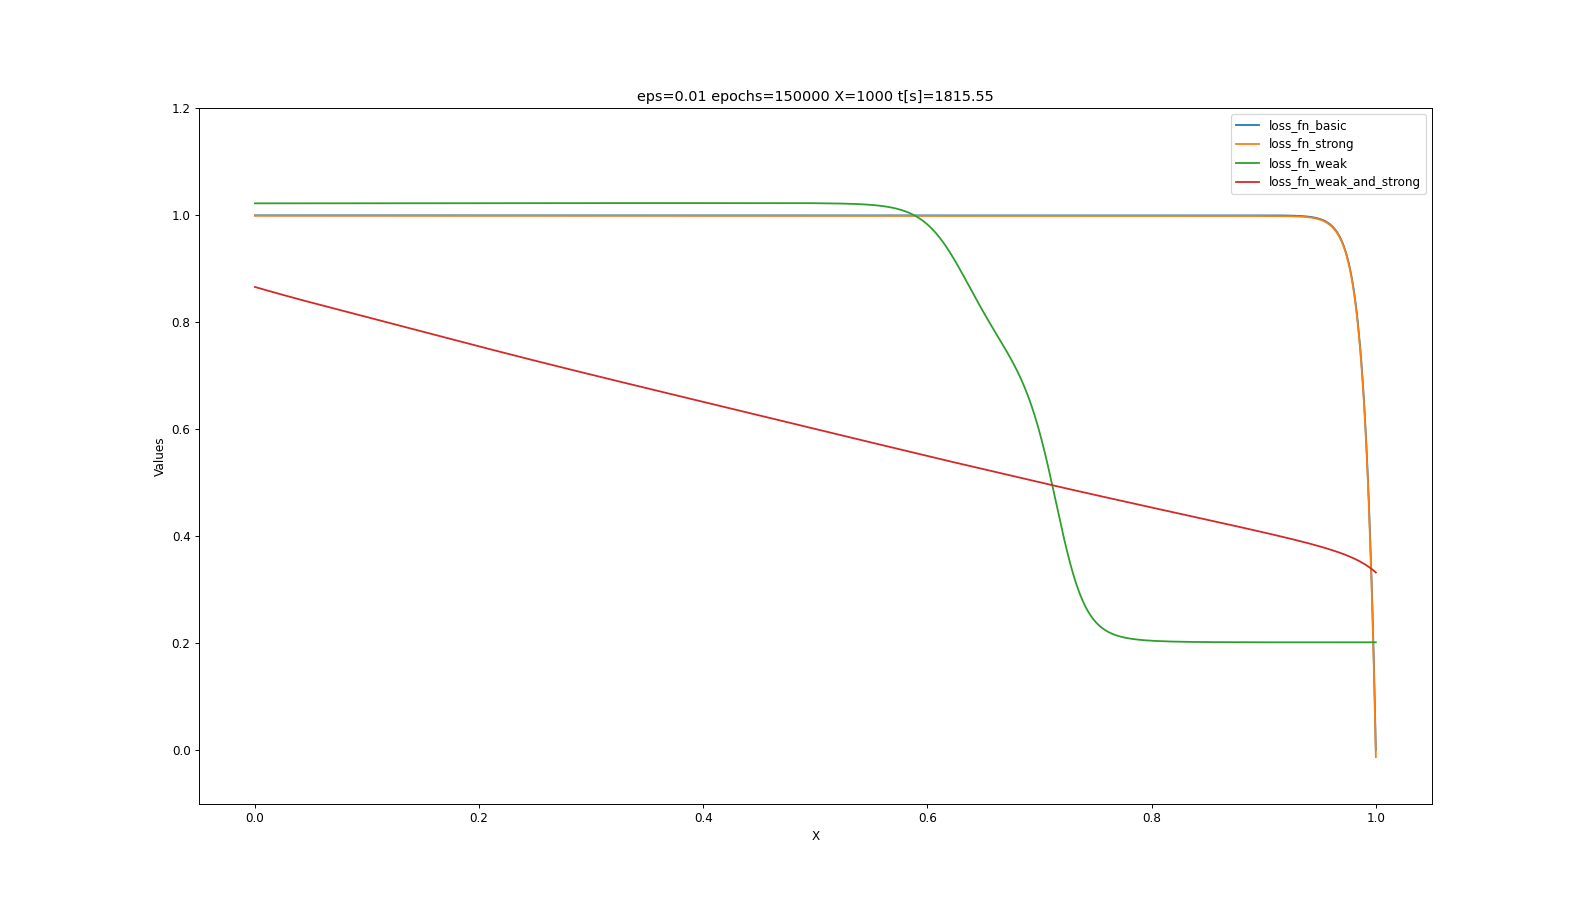 eps=0.01 epochs=150000 X=1000 t[s]=1815.55
loss_fn_basic
loss_fn_strong
loss_fn_weak
loss_fn_weak_and_strong
1.2
1.0
0.8
0.6
0.4
0.2
0.0
Values
0.0 0.2 0.4 0.6 0.8 1.0
X